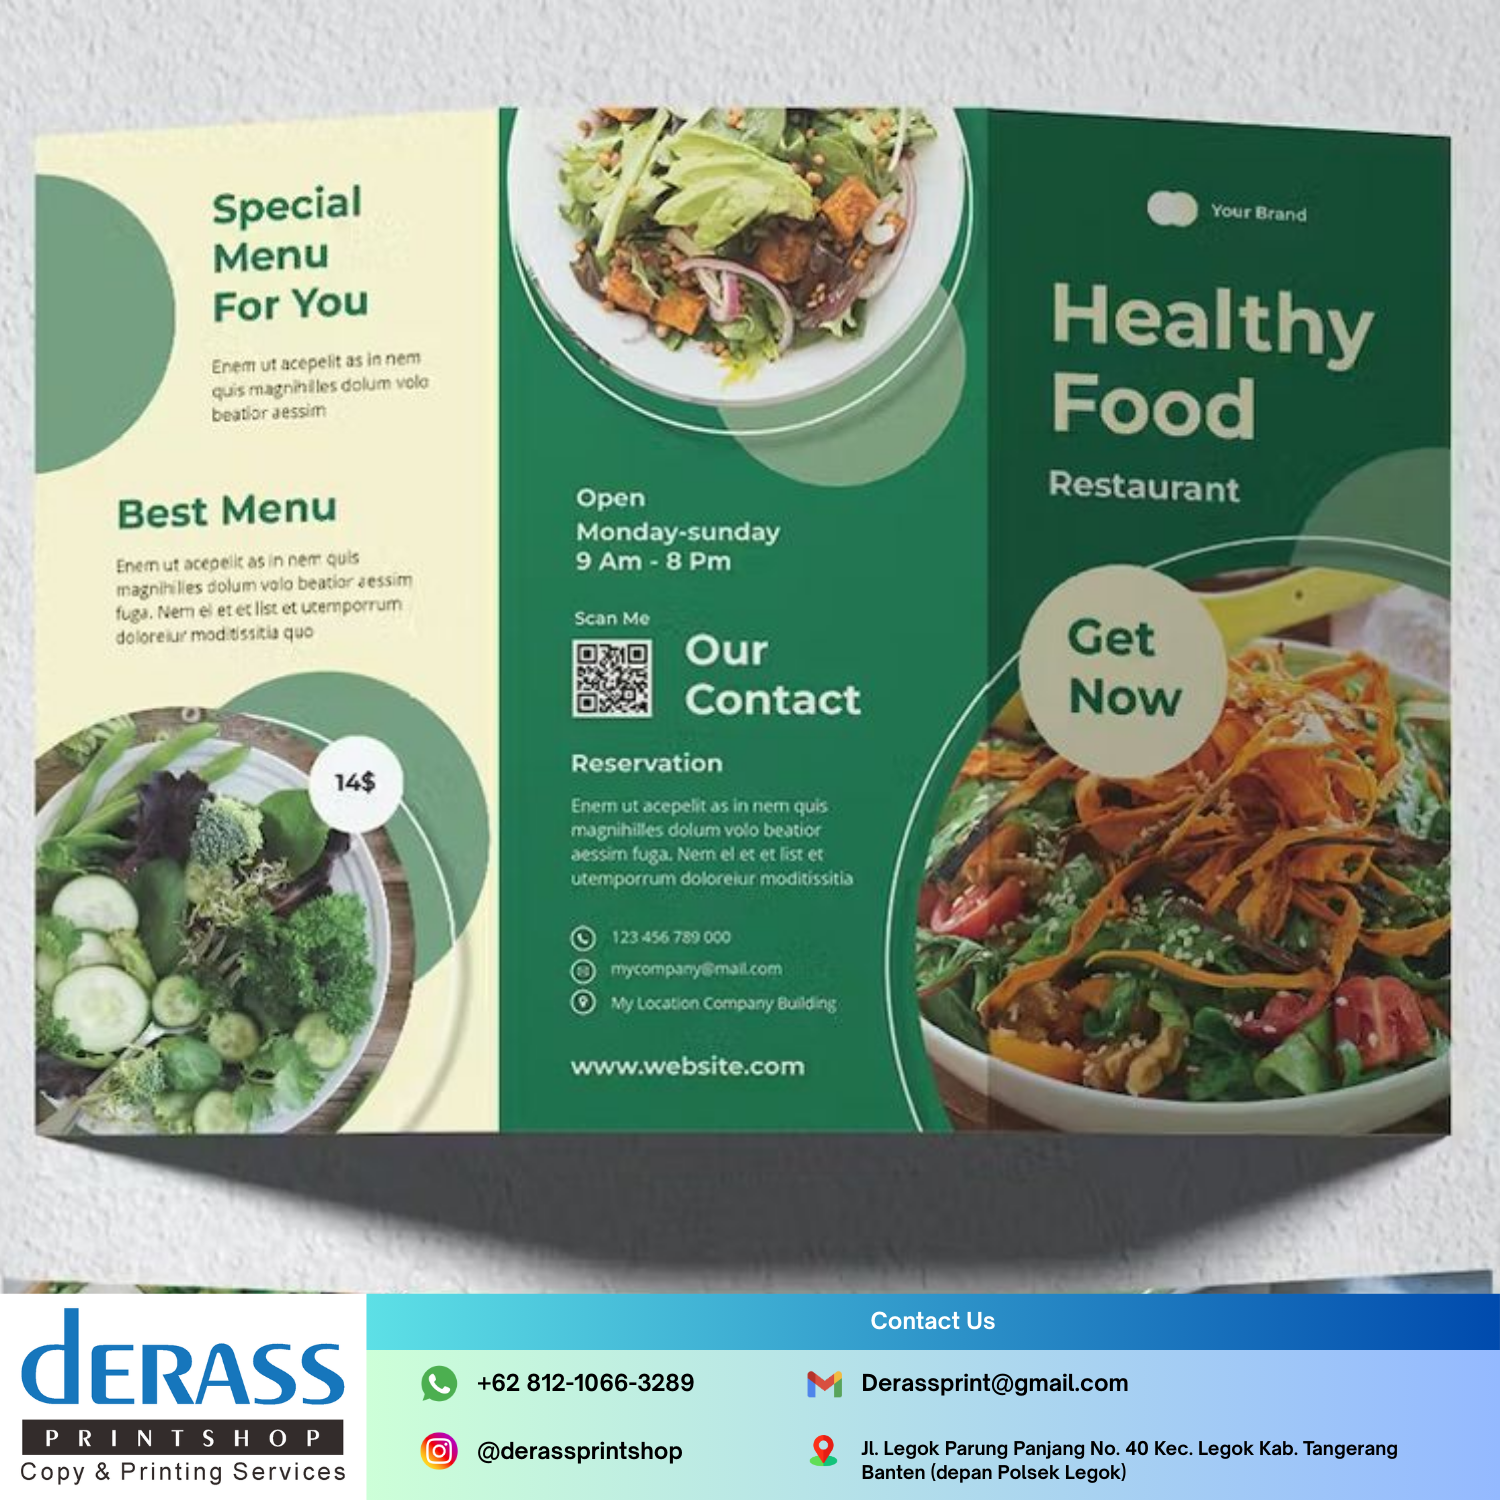 Special
Menu
For You
Enem ut acepelit as in nem
quis magnihilles dolum volo
beatior aessim
Best Menu
Enem ut acepelit as in nem quis
magnihilles dolum volo beatior aessim
fuga. Nem el et et list et utemporrum
doloreiur moditissitia quo
14$
Open
Monday-sunday
9 Am - 8 Pm
Scan Me
Our
Contact
Reservation
Enem ut acepelit as in nem quis
magnihilles dolum volo beatior
aessim fuga. Nem el et et list et
utemporrum doloreiur moditissitia
123 456 789 000
mycompany@mail.com
My Location Company Building
www.website.com
Your Brand
Healthy
Food
Restaurant
Get
Now
dERASS
PRINTSHOP
Copy & Printing Services
Contact Us
+62 812-1066-3289
Derassprint@gmail.com
@derassprintshop
Jl. Legok Parung Panjang No. 40 Kec. Legok Kab. Tangerang
Banten (depan Polsek Legok)